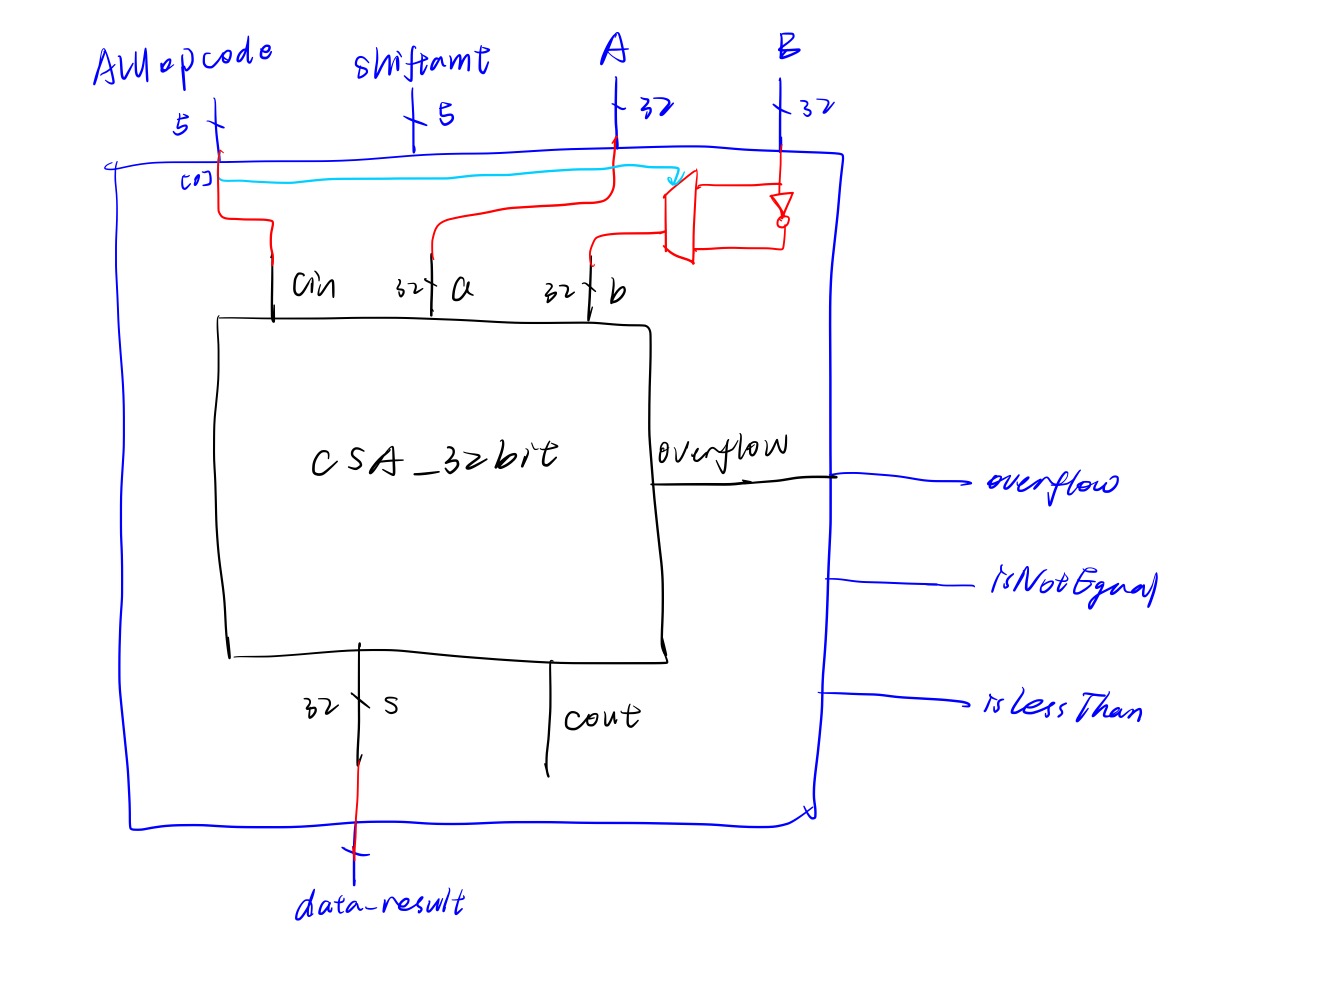 ALUopcode
shiftamt
A
B
5
5
32
32
[0]
cin
32
a
32
b
CSA_32bit
overflow
overflow
isNotEqual
isLessThan
32
s
cout
data_result